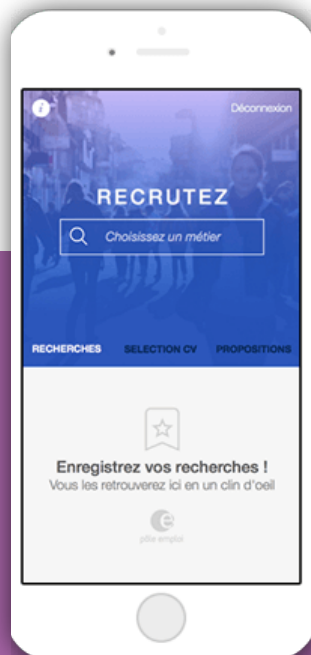 i Déconnexion
RECRUTEZ
Choisissez un métier
RECHERCHES SELECTION CV PROPOSITIONS
Enregistrez vos recherches !
Vous les retrouverez ici en un clin d'oeil
pôle emploi